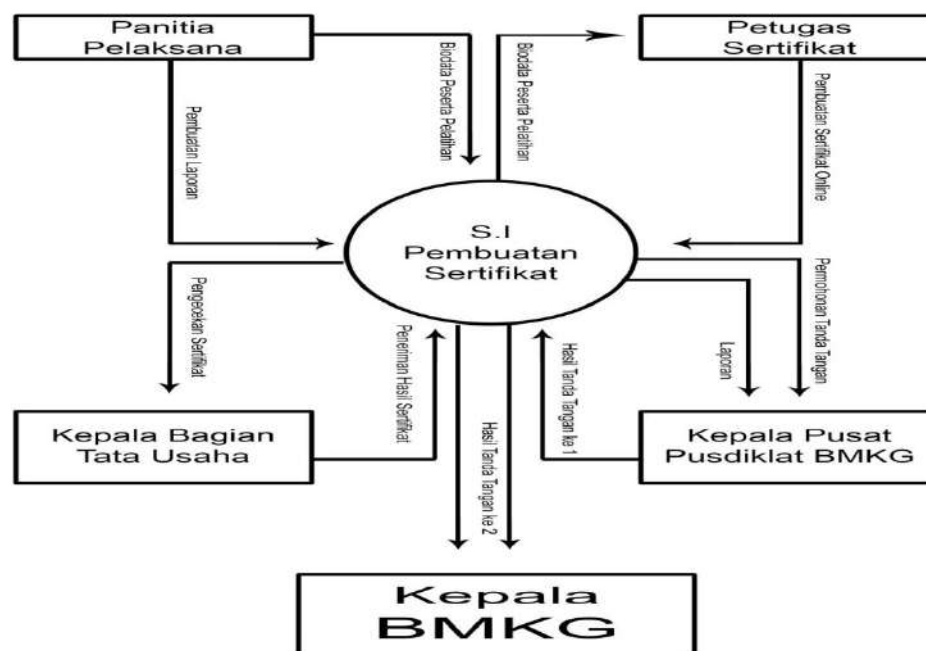 Panitia
Pelaksana
Petugas
Sertifikat
Biodata Peserta Pelatihan
Biodata Peserta Pelatihan
Pembuatan Laporan
Pembuatan Sertifikat Online
S.I
Pembuatan
Sertifikat
Pengecekan Sertifikat
Peneriman Hasil Sertifikat
Hasil Tanda Tangan ke 2
Hasil Tanda Tangan ke 1
Laporan
Permohonan Tanda Tangan
Kepala Bagian
Tata Usaha
Kepala Pusat
Pusdiklat BMKG
Kepala
BMKG